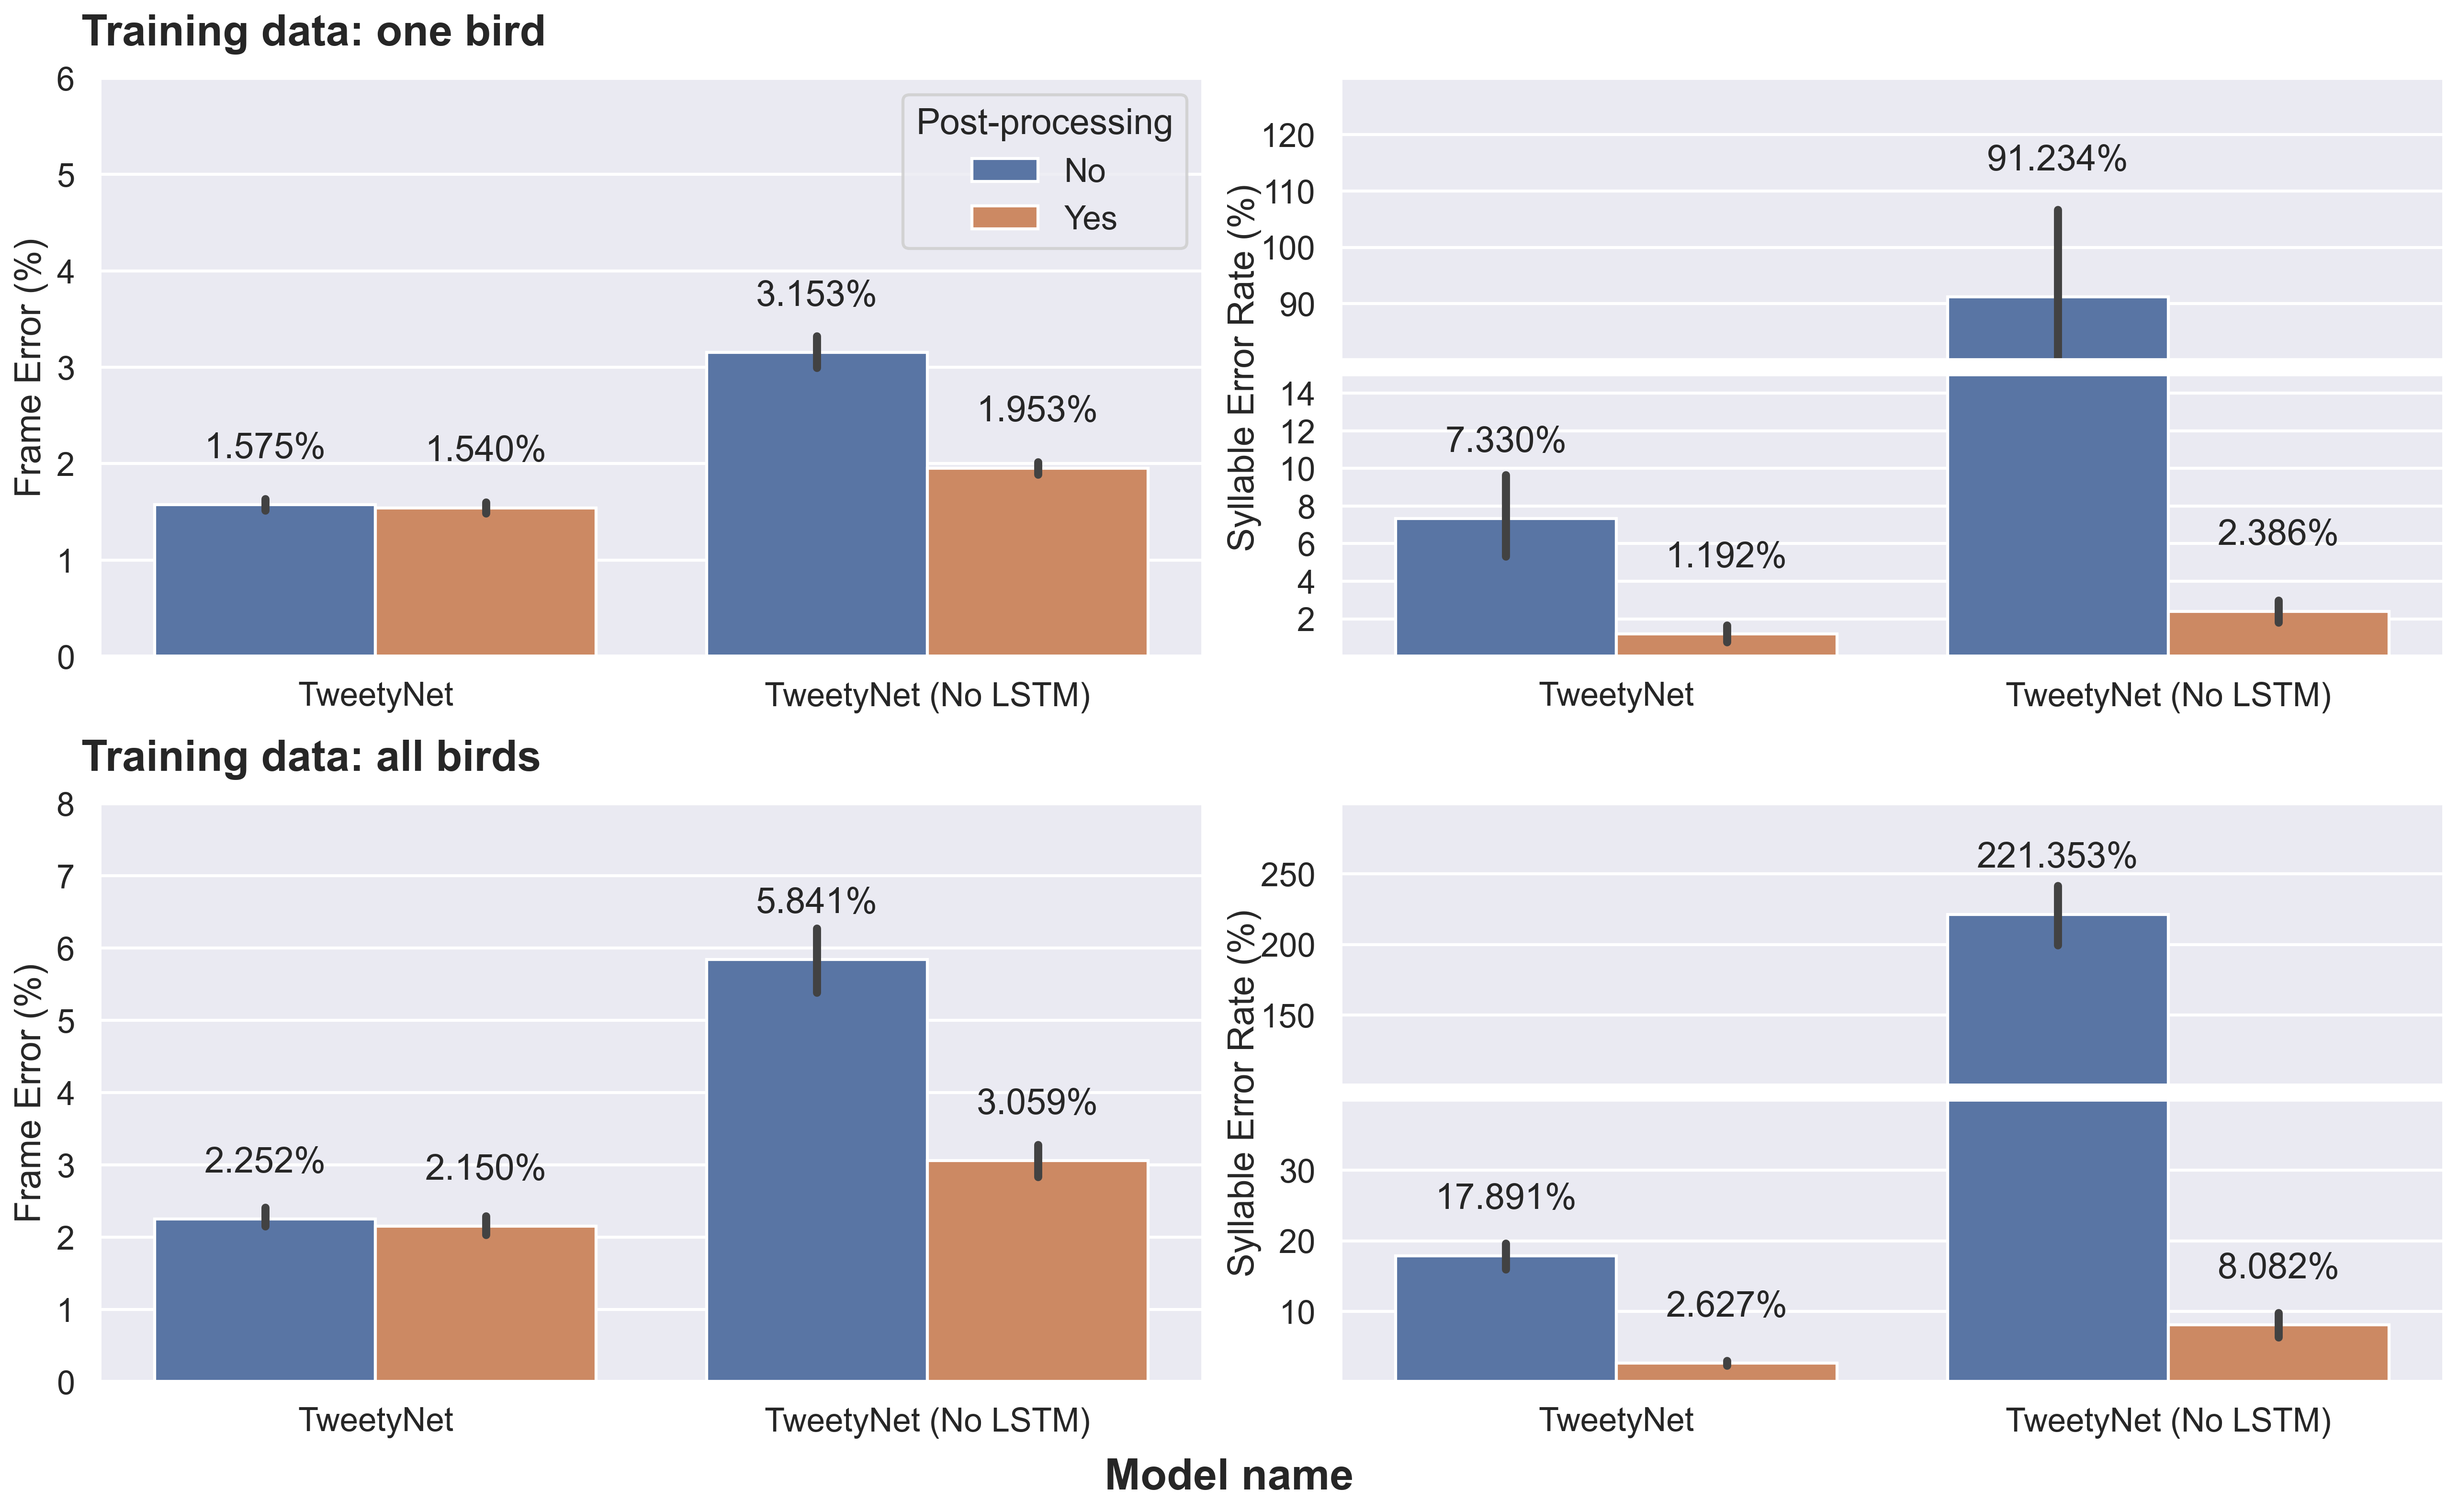 Training data: one bird
Frame Error (%)
6
5
4
3
2
1
0
1.575%
1.540%
3.153%
1.953%
Post-processing
No
Yes
TweetyNet
TweetyNet (No LSTM)
Syllable Error Rate (%)
120
110
100
90
14
12
10
8
6
4
2
7.330%
1.192%
91.234%
2.386%
TweetyNet
TweetyNet (No LSTM)
Training data: all birds
Frame Error (%)
8
7
6
5
4
3
2
1
0
2.252%
2.150%
5.841%
3.059%
TweetyNet
TweetyNet (No LSTM)
Syllable Error Rate (%)
250
200
150
30
20
10
17.891%
2.627%
221.353%
8.082%
TweetyNet
TweetyNet (No LSTM)
Model name